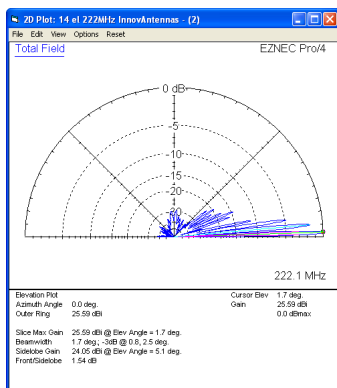 2D Plot: 14 el 222MHz InnovAntennas - (2)
File Edit View Options Reset
Total Field
EZNEC Pro/4
0 dB
-5
-10
-15
-20
-30
222.1 MHz
Elevation Plot
Azimuth Angle 0.0 deg.
Outer Ring 25.59 dBi
Cursor Elev 1.7 deg.
Gain 25.59 dBi
0.0 dBmax
Slice Max Gain 25.59 dBi @ Elev Angle = 1.7 deg.
Beamwidth 1.7 deg.; -3dB @ 0.8, 2.5 deg.
Sidelobe Gain 24.05 dBi @ Elev Angle = 5.1 deg.
Front/Sidelobe 1.54 dB